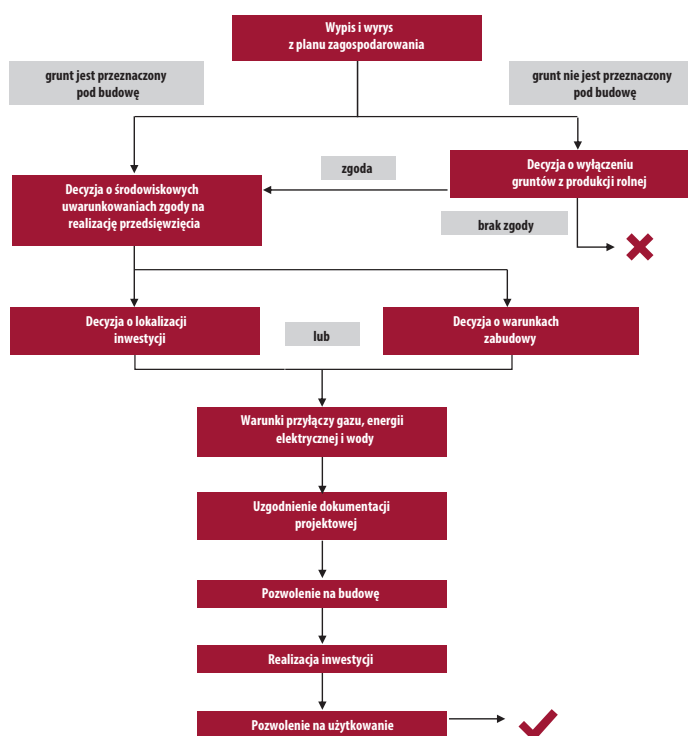 Wypis i wyrys
z planu zagospodarowania
grunt jest przeznaczony
pod budowę
grunt nie jest przeznaczony
pod budowę
zgoda
Decyzja o wyłączeniu
gruntów z produkcji rolnej
Decyzja o środowiskowych
uwarunkowaniach zgody na
realizację przedsięwzięcia
brak zgody
Decyzja o lokalizacji
inwestycji
lub
Decyzja o warunkach
zabudowy
Warunki przyłączy gazu, energii
elektrycznej i wody
Uzgodnienie dokumentacji
projektowej
Pozwolenie na budowę
Realizacja inwestycji
Pozwolenie na użytkowanie